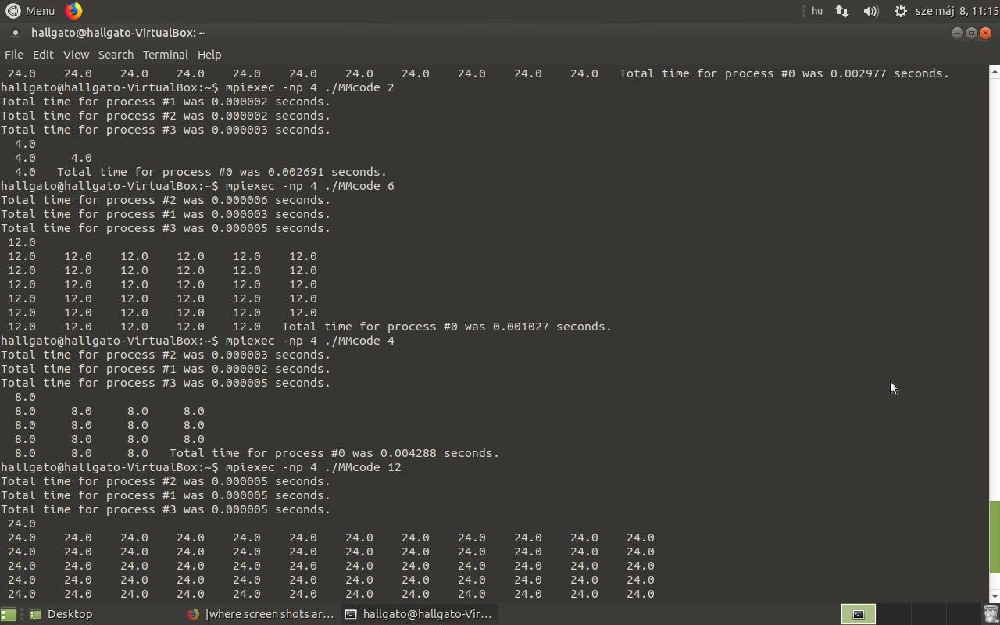 Menu hu sze máj 8, 11:15
hallgato@hallgato-VirtualBox: ~
File Edit View Search Terminal Help
24.0 24.0 24.0 24.0 24.0 24.0 24.0 24.0 24.0 24.0 24.0 Total time for process #0 was 0.002977 seconds.
hallgato@hallgato-VirtualBox:~$ mpiexec -np 4 ./MMcode 2
Total time for process #1 was 0.000002 seconds.
Total time for process #2 was 0.000002 seconds.
Total time for process #3 was 0.000003 seconds.
4.0
4.0 4.0
4.0 Total time for process #0 was 0.002691 seconds.
hallgato@hallgato-VirtualBox:~$ mpiexec -np 4 ./MMcode 6
Total time for process #2 was 0.000006 seconds.
Total time for process #1 was 0.000003 seconds.
Total time for process #3 was 0.000005 seconds.
12.0
12.0 12.0 12.0 12.0 12.0 12.0
12.0 12.0 12.0 12.0 12.0 12.0
12.0 12.0 12.0 12.0 12.0 12.0
12.0 12.0 12.0 12.0 12.0 12.0
12.0 12.0 12.0 12.0 12.0 12.0
12.0 12.0 12.0 12.0 12.0 Total time for process #0 was 0.001027 seconds.
hallgato@hallgato-VirtualBox:~$ mpiexec -np 4 ./MMcode 4
Total time for process #2 was 0.000003 seconds.
Total time for process #1 was 0.000002 seconds.
Total time for process #3 was 0.000005 seconds.
8.0
8.0 8.0 8.0 8.0
8.0 8.0 8.0 8.0
8.0 8.0 8.0 8.0
8.0 8.0 8.0 Total time for process #0 was 0.004288 seconds.
hallgato@hallgato-VirtualBox:~$ mpiexec -np 4 ./MMcode 12
Total time for process #2 was 0.000005 seconds.
Total time for process #1 was 0.000005 seconds.
Total time for process #3 was 0.000005 seconds.
24.0
24.0 24.0 24.0 24.0 24.0 24.0 24.0 24.0 24.0 24.0 24.0 24.0
24.0 24.0 24.0 24.0 24.0 24.0 24.0 24.0 24.0 24.0 24.0 24.0
24.0 24.0 24.0 24.0 24.0 24.0 24.0 24.0 24.0 24.0 24.0 24.0
24.0 24.0 24.0 24.0 24.0 24.0 24.0 24.0 24.0 24.0 24.0 24.0
24.0 24.0 24.0 24.0 24.0 24.0 24.0 24.0 24.0 24.0 24.0 24.0
Desktop [where screen shots ar... hallgato@hallgato-Vir...